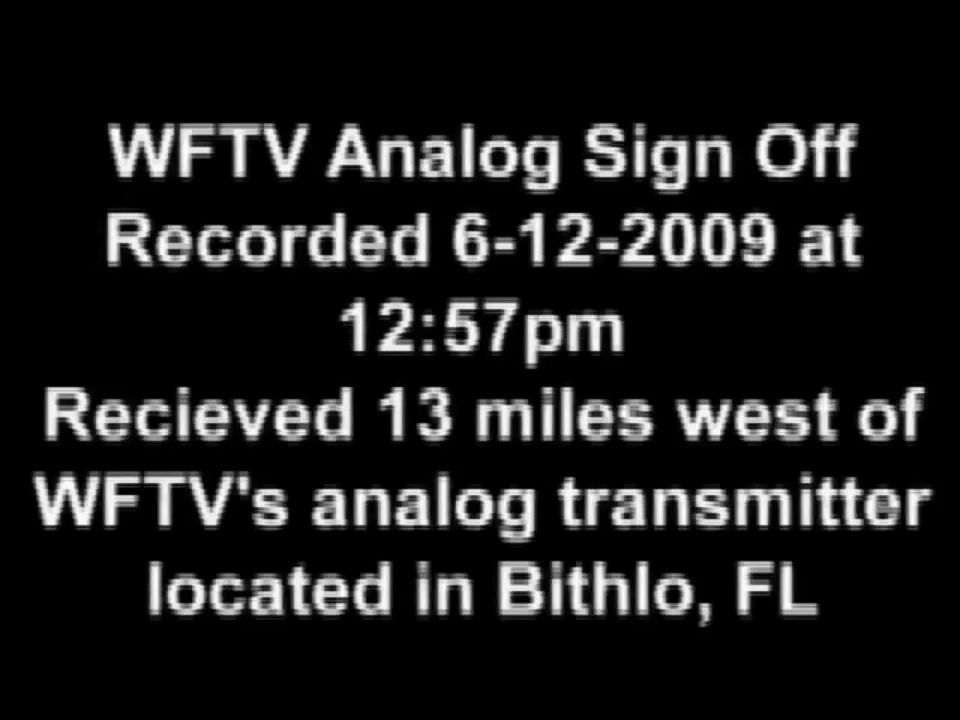 WFTV Analog Sign Off
Recorded 6-12-2009 at
12:57pm
Recieved 13 miles west of
WFTV's analog transmitter
located in Bithlo, FL